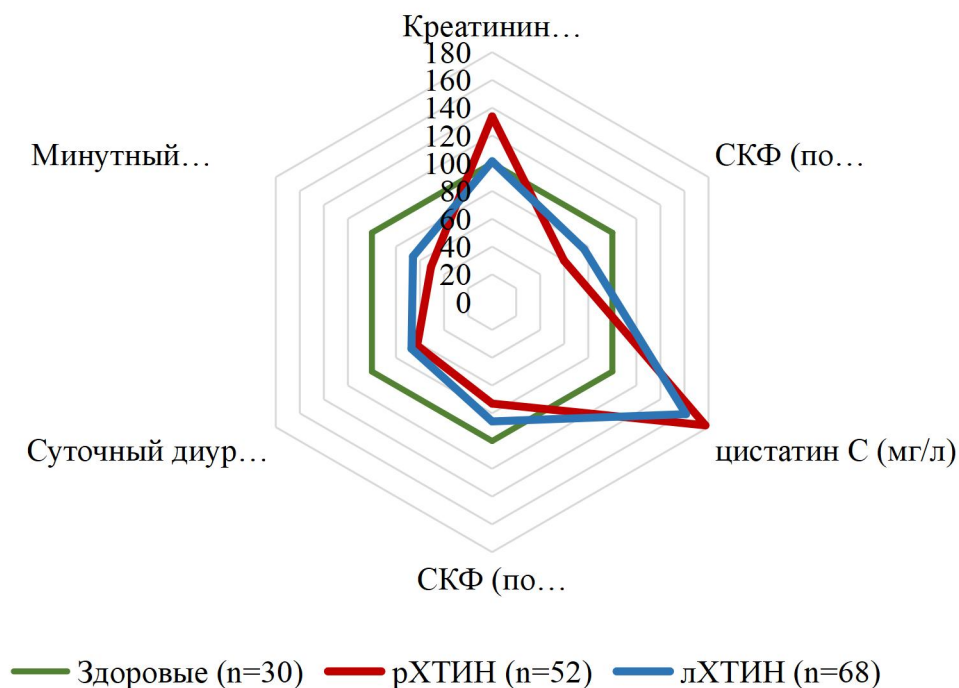 Креатинин…
180
160
140
120
100
80
60
40
20
0
Минутный…
СКФ (по…
Суточный диур…
цистатин С (мг/л)
СКФ (по…
Здоровые (n=30) рХТИН (n=52) лХТИН (n=68)